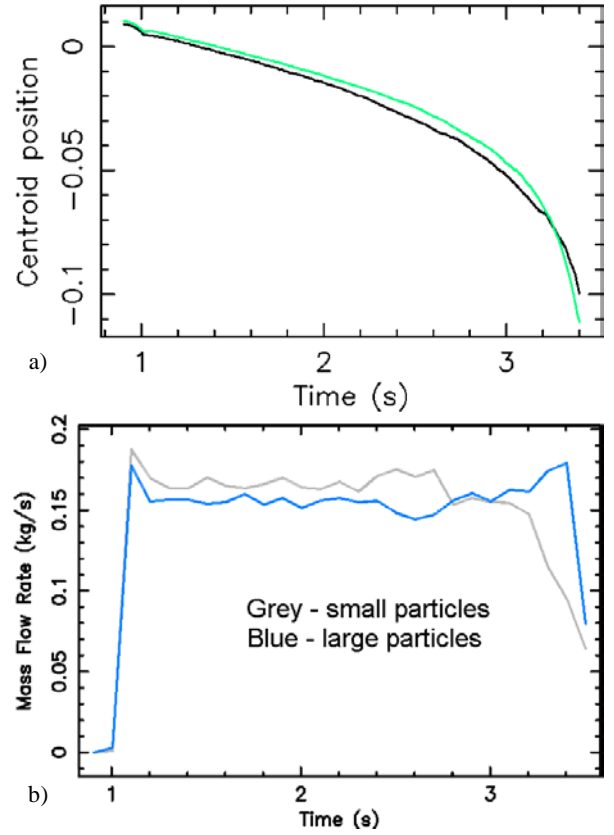 0
−0.05
−0.1
Centroid position
a)
1 2 3
Time (s)
0.2
0.15
0.1
0.05
0
Mass Flow Rate (kg/s)
Grey - small particles
Blue - large particles
b)
1 2 3
Time (s)